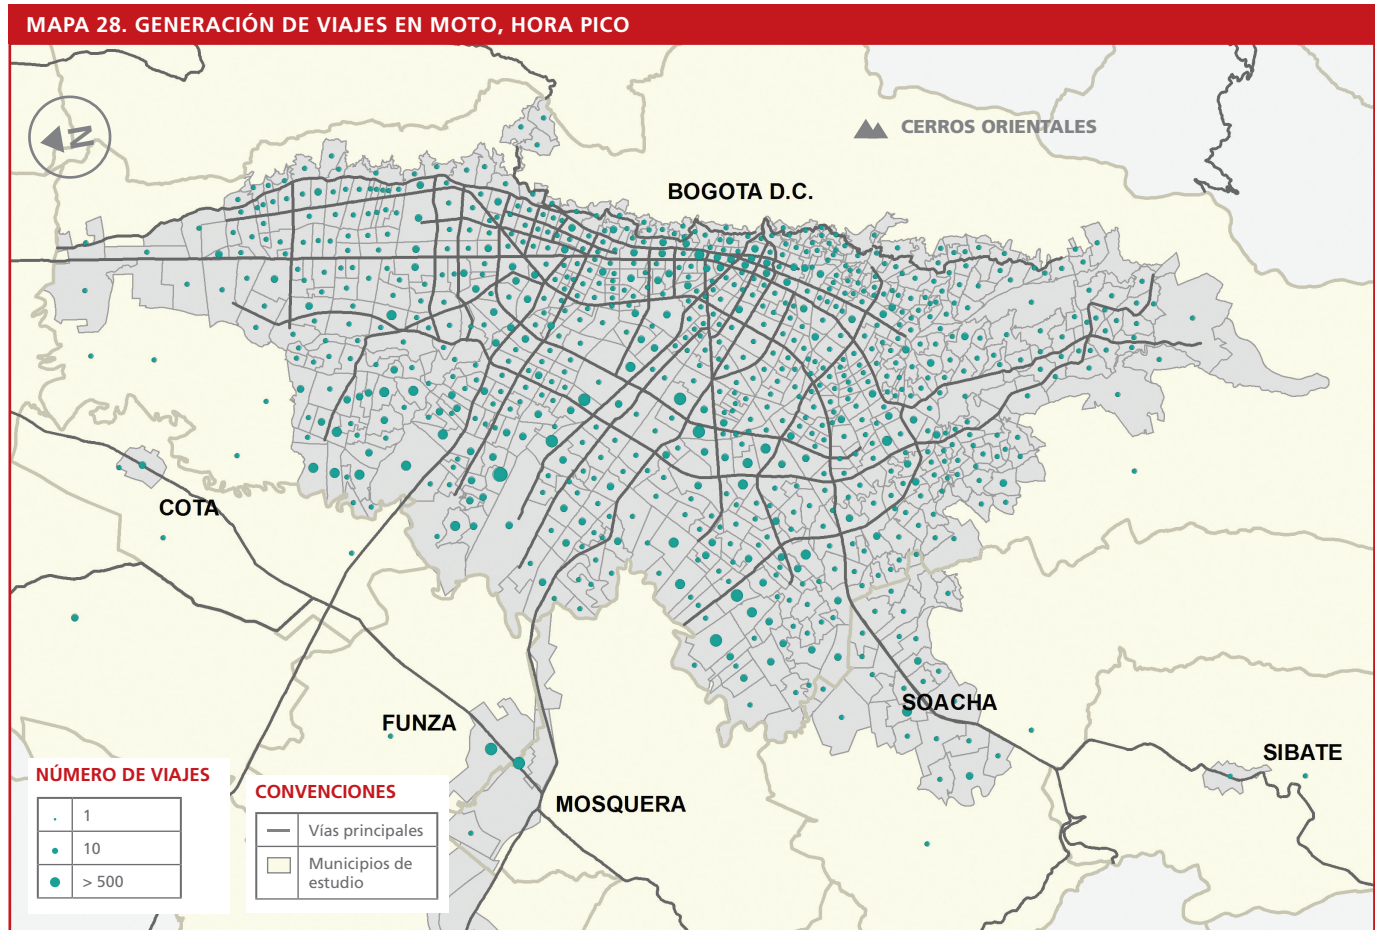 MAPA 28. GENERACIÓN DE VIAJES EN MOTO, HORA PICO
N
CERROS ORIENTALES
BOGOTA D.C.
COTA
FUNZA
SOACHA
SIBATE
MOSQUERA
NÚMERO DE VIAJES
1
10
> 500
CONVENCIONES
Vías principales
Municipios de
estudio